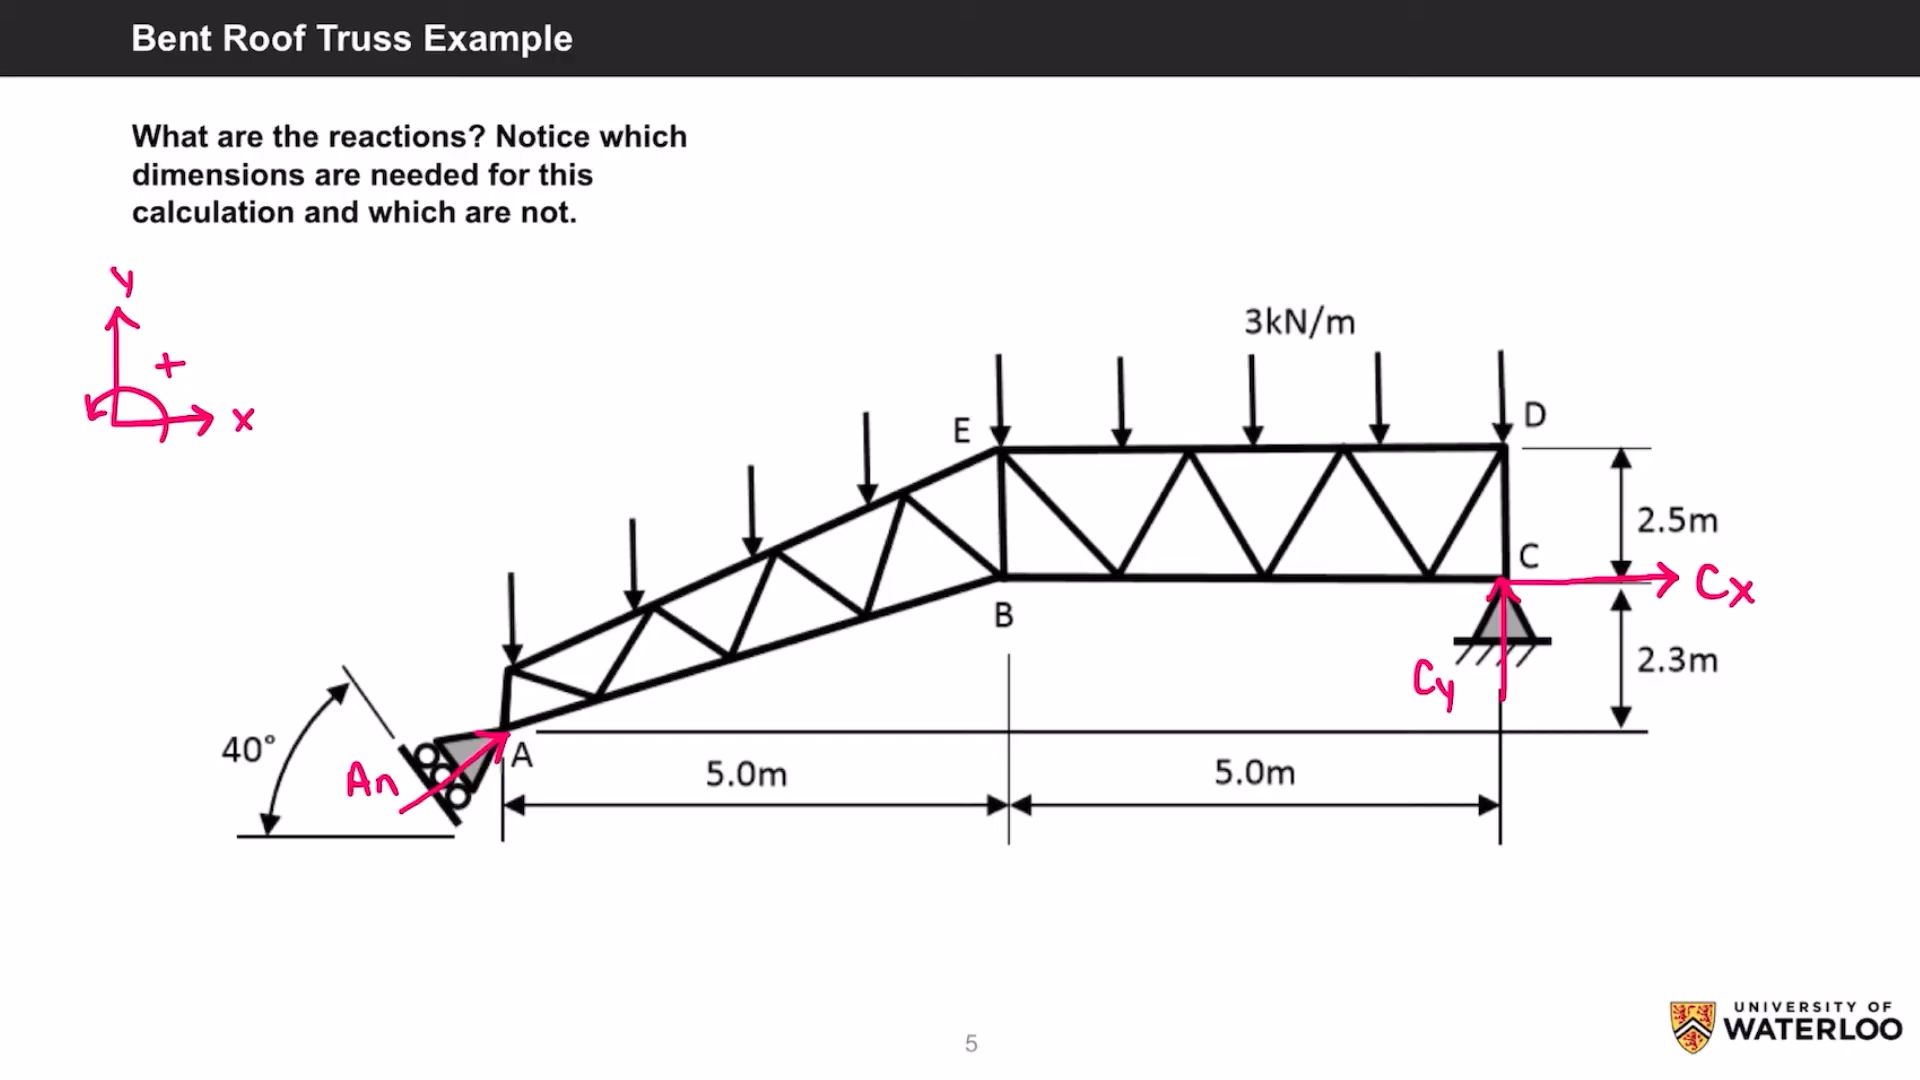 Bent Roof Truss Example
What are the reactions? Notice which
dimensions are needed for this
calculation and which are not.
y
+
x
3kN/m
E
D
2.5m
C
Cx
B
2.3m
Cy
40°
An
A
5.0m
5.0m
5
UNIVERSITY OF
WATERLOO